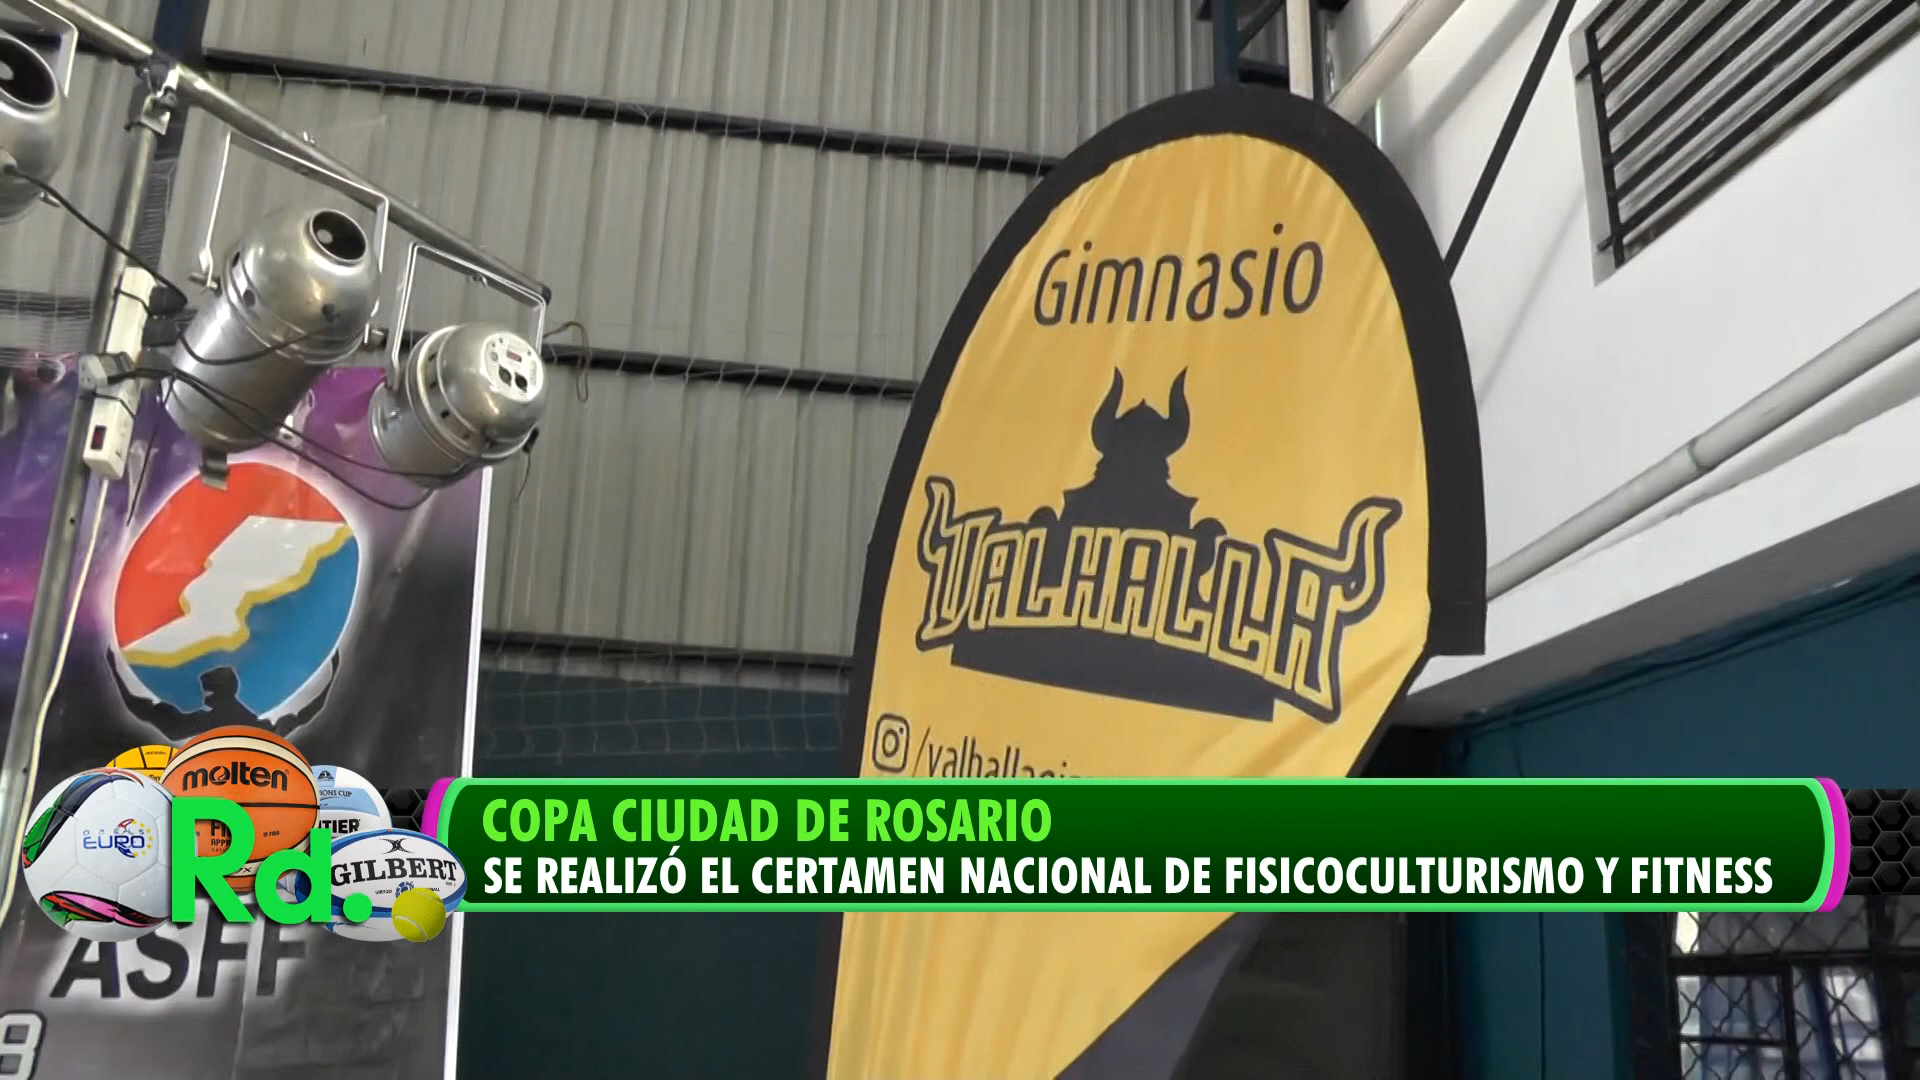 Gimnasio
VALHALLA
COPA CIUDAD DE ROSARIO
SE REALIZÓ EL CERTAMEN NACIONAL DE FISICOCULTURISMO Y FITNESS
molten
EURO
GILBERT
Rd.
ASFF
8